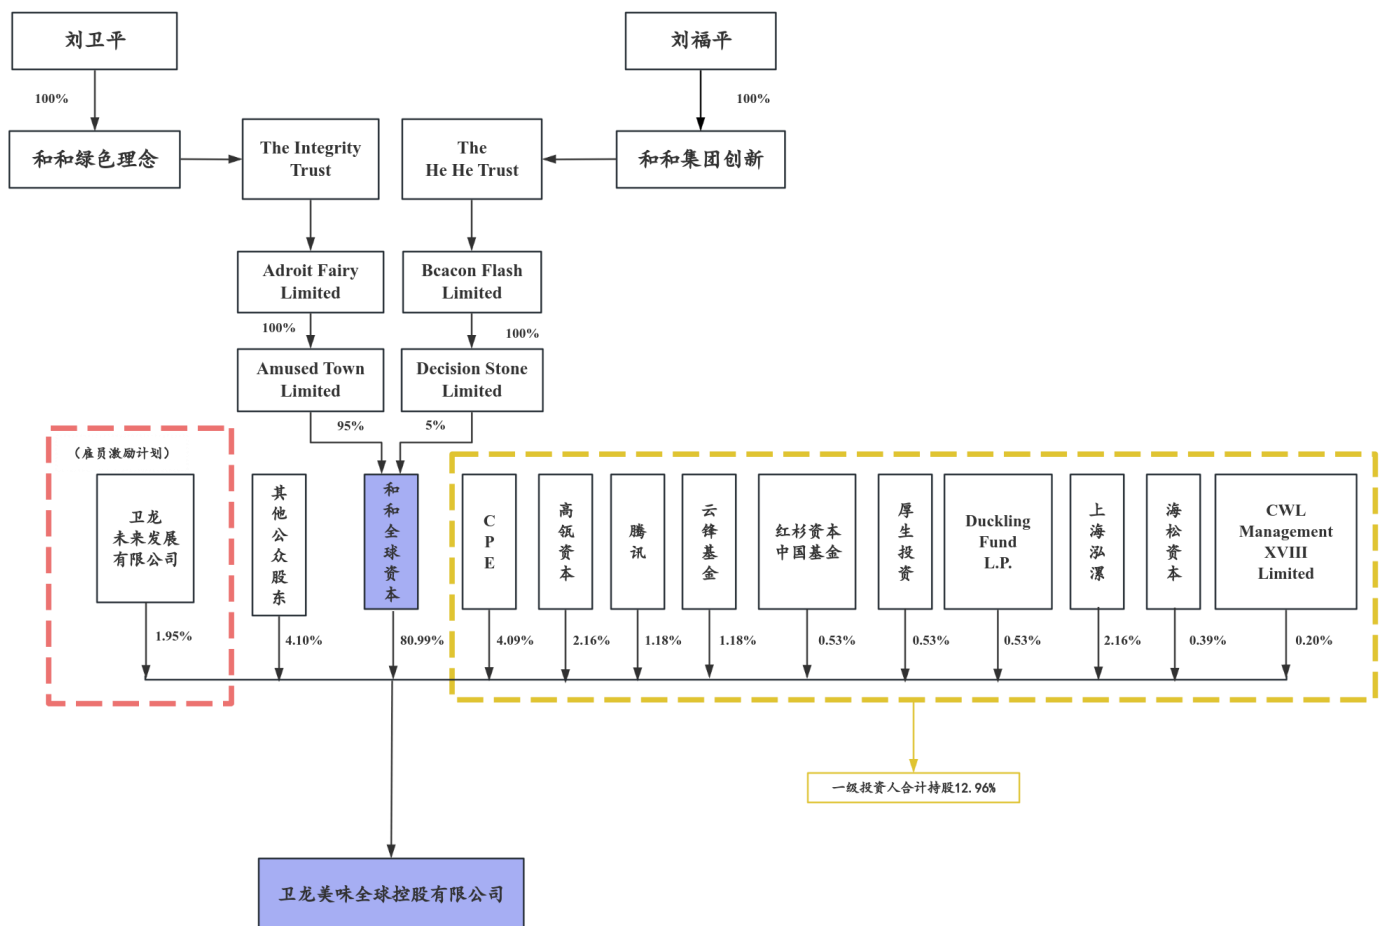 刘卫平
刘福平
100%
100%
和和绿色理念
The Integrity
Trust
The
He He Trust
和和集团创新
Adroit Fairy
Limited
Bcacon Flash
Limited
100%
100%
Amused Town
Limited
Decision Stone
Limited
95%
5%
（雇员激励计划）
卫龙
未来发展
有限公司
其他公众股东
和和全球资本
CPE
高瓴资本
腾讯
云锋基金
红杉资本
中国基金
厚生投资
Duckling
Fund
L.P.
上海泓漯
海松资本
CWL
Management
XVIII
Limited
1.95%
4.10%
80.99%
4.09%
2.16%
1.18%
1.18%
0.53%
0.53%
0.53%
2.16%
0.39%
0.20%
一级投资人合计持股12.96%
卫龙美味全球控股有限公司